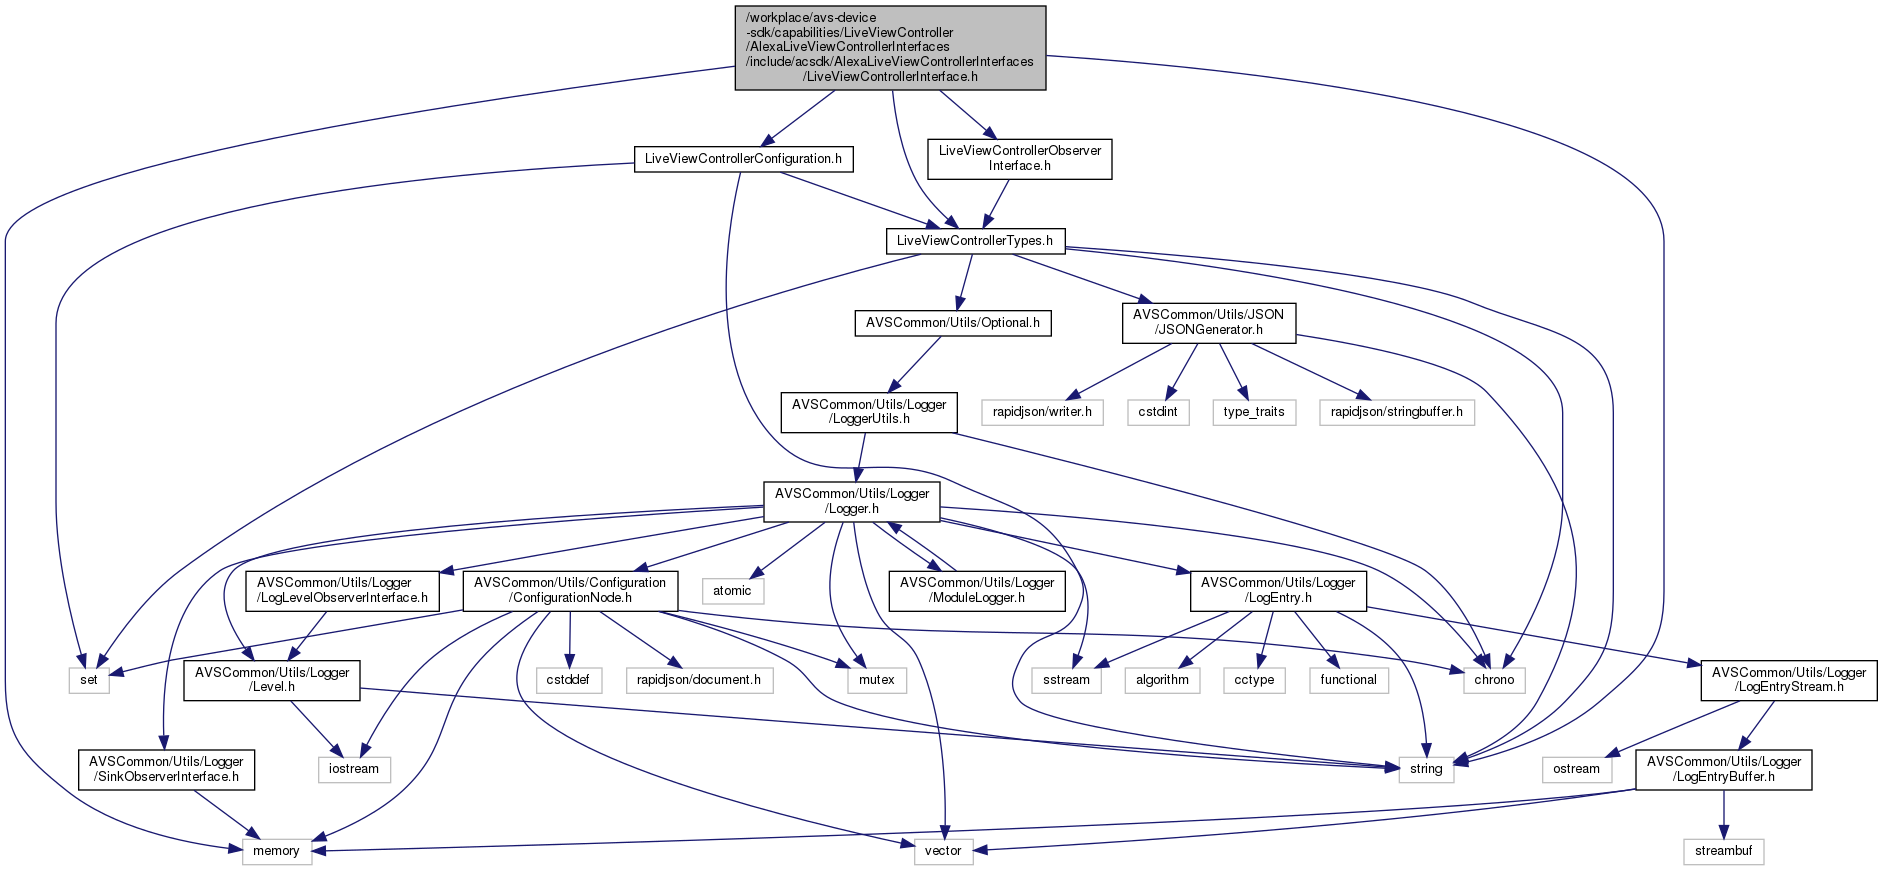 /workplace/avs-device
-sdk/capabilities/LiveViewController
/AlexaLiveViewControllerInterfaces
/include/acsdk/AlexaLiveViewControllerInterfaces
/LiveViewControllerInterface.h
LiveViewControllerConfiguration.h
LiveViewControllerObserver
Interface.h
LiveViewControllerTypes.h
AVSCommon/Utils/Optional.h
AVSCommon/Utils/JSON
/JSONGenerator.h
AVSCommon/Utils/Logger
/LoggerUtils.h
rapidjson/writer.h
cstdint
type_traits
rapidjson/stringbuffer.h
AVSCommon/Utils/Logger
/Logger.h
AVSCommon/Utils/Logger
/LogLevelObserverInterface.h
AVSCommon/Utils/Configuration
/ConfigurationNode.h
atomic
AVSCommon/Utils/Logger
/ModuleLogger.h
AVSCommon/Utils/Logger
/LogEntry.h
set
AVSCommon/Utils/Logger
/Level.h
cstddef
rapidjson/document.h
mutex
sstream
algorithm
cctype
functional
chrono
AVSCommon/Utils/Logger
/LogEntryStream.h
AVSCommon/Utils/Logger
/SinkObserverInterface.h
iostream
string
ostream
AVSCommon/Utils/Logger
/LogEntryBuffer.h
memory
vector
streambuf